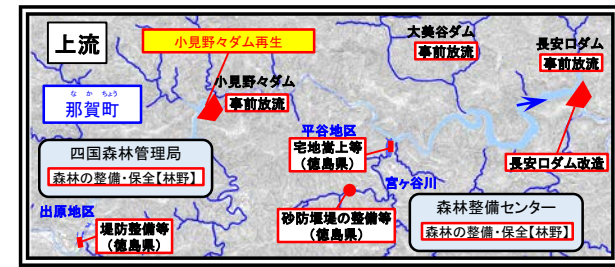 上流
小見野々ダム再生
大美谷ダム
事前放流
長安口ダム
事前放流
なか ちょう
那賀町
小見野々ダム
事前放流
平谷地区
宅地嵩上等
(徳島県)
長安口ダム改造
四国森林管理局
森林の整備・保全【林野】
宮ヶ谷川
出原地区
堤防整備等
(徳島県)
砂防堰堤の整備等
(徳島県)
森林整備センター
森林の整備・保全【林野】